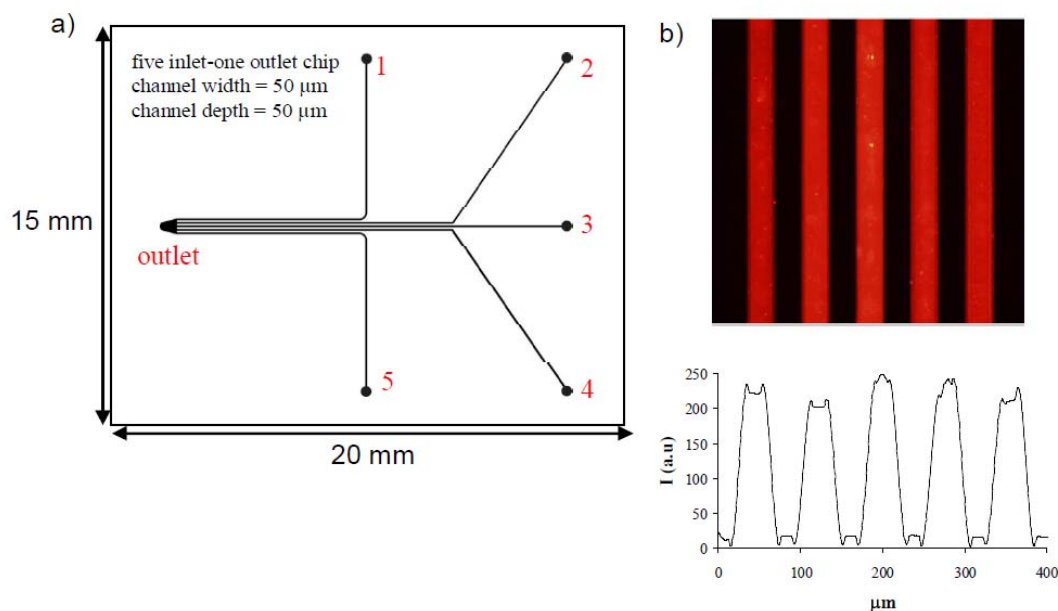 a)
five inlet-one outlet chip
channel width = 50 µm
channel depth = 50 µm
1
2
15 mm
3
outlet
5
4
20 mm
b)
250
200
150
100
50
0
I (a.u)
0 100 200 300 400
µm